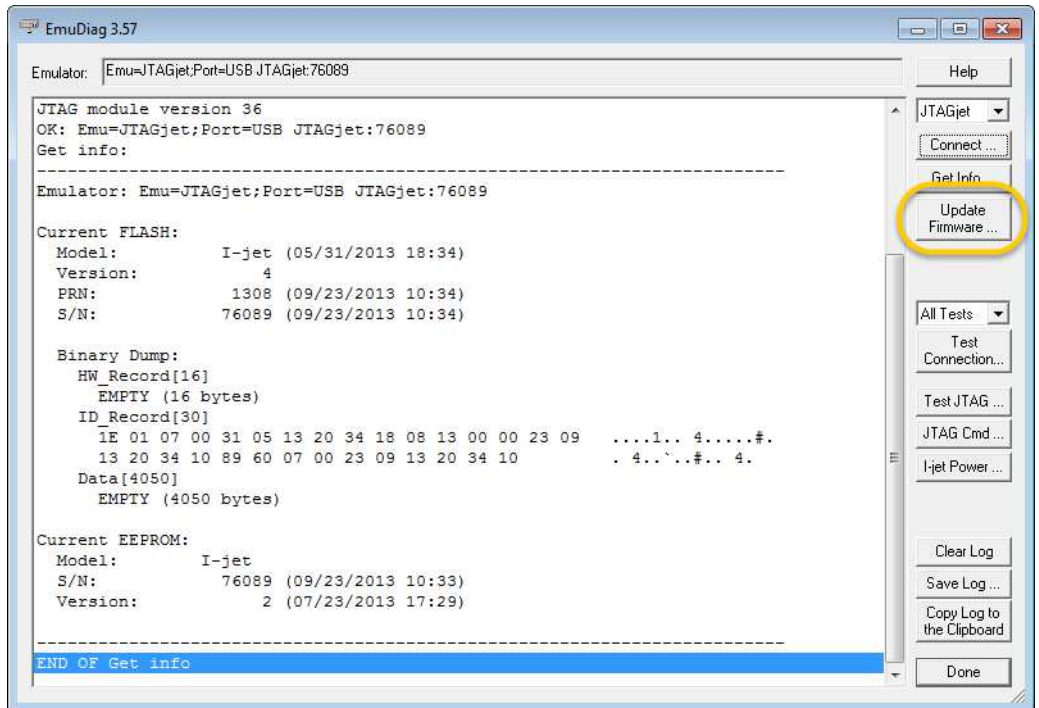 EmuDiag 3.57
Emulator: Emu=JTAGjet;Port=USB JTAGjet:76089
Help
JTAG module version 36
OK: Emu=JTAGjet;Port=USB JTAGjet:76089
Get info:
--------------------------------------------------------------------------
Emulator: Emu=JTAGjet;Port=USB JTAGjet:76089
Current FLASH:
Model: I-jet (05/31/2013 18:34)
Version: 4
PRN: 1308 (09/23/2013 10:34)
S/N: 76089 (09/23/2013 10:34)
Binary Dump:
HW_Record[16]
EMPTY (16 bytes)
ID_Record[30]
1E 01 07 00 31 05 13 20 34 18 08 13 00 00 23 09 ....1.. 4.....#.
13 20 34 10 89 60 07 00 23 09 13 20 34 10 . 4..`..#.. 4.
Data[4050]
EMPTY (4050 bytes)
Current EEPROM:
Model: I-jet
S/N: 76089 (09/23/2013 10:33)
Version: 2 (07/23/2013 17:29)
--------------------------------------------------------------------------
END OF Get info
JTAGjet
Connect ...
Get Info
Update
Firmware ...
All Tests
Test
Connection...
Test JTAG ...
JTAG Cmd ...
I-jet Power ...
Clear Log
Save Log ...
Copy Log to
the Clipboard
Done